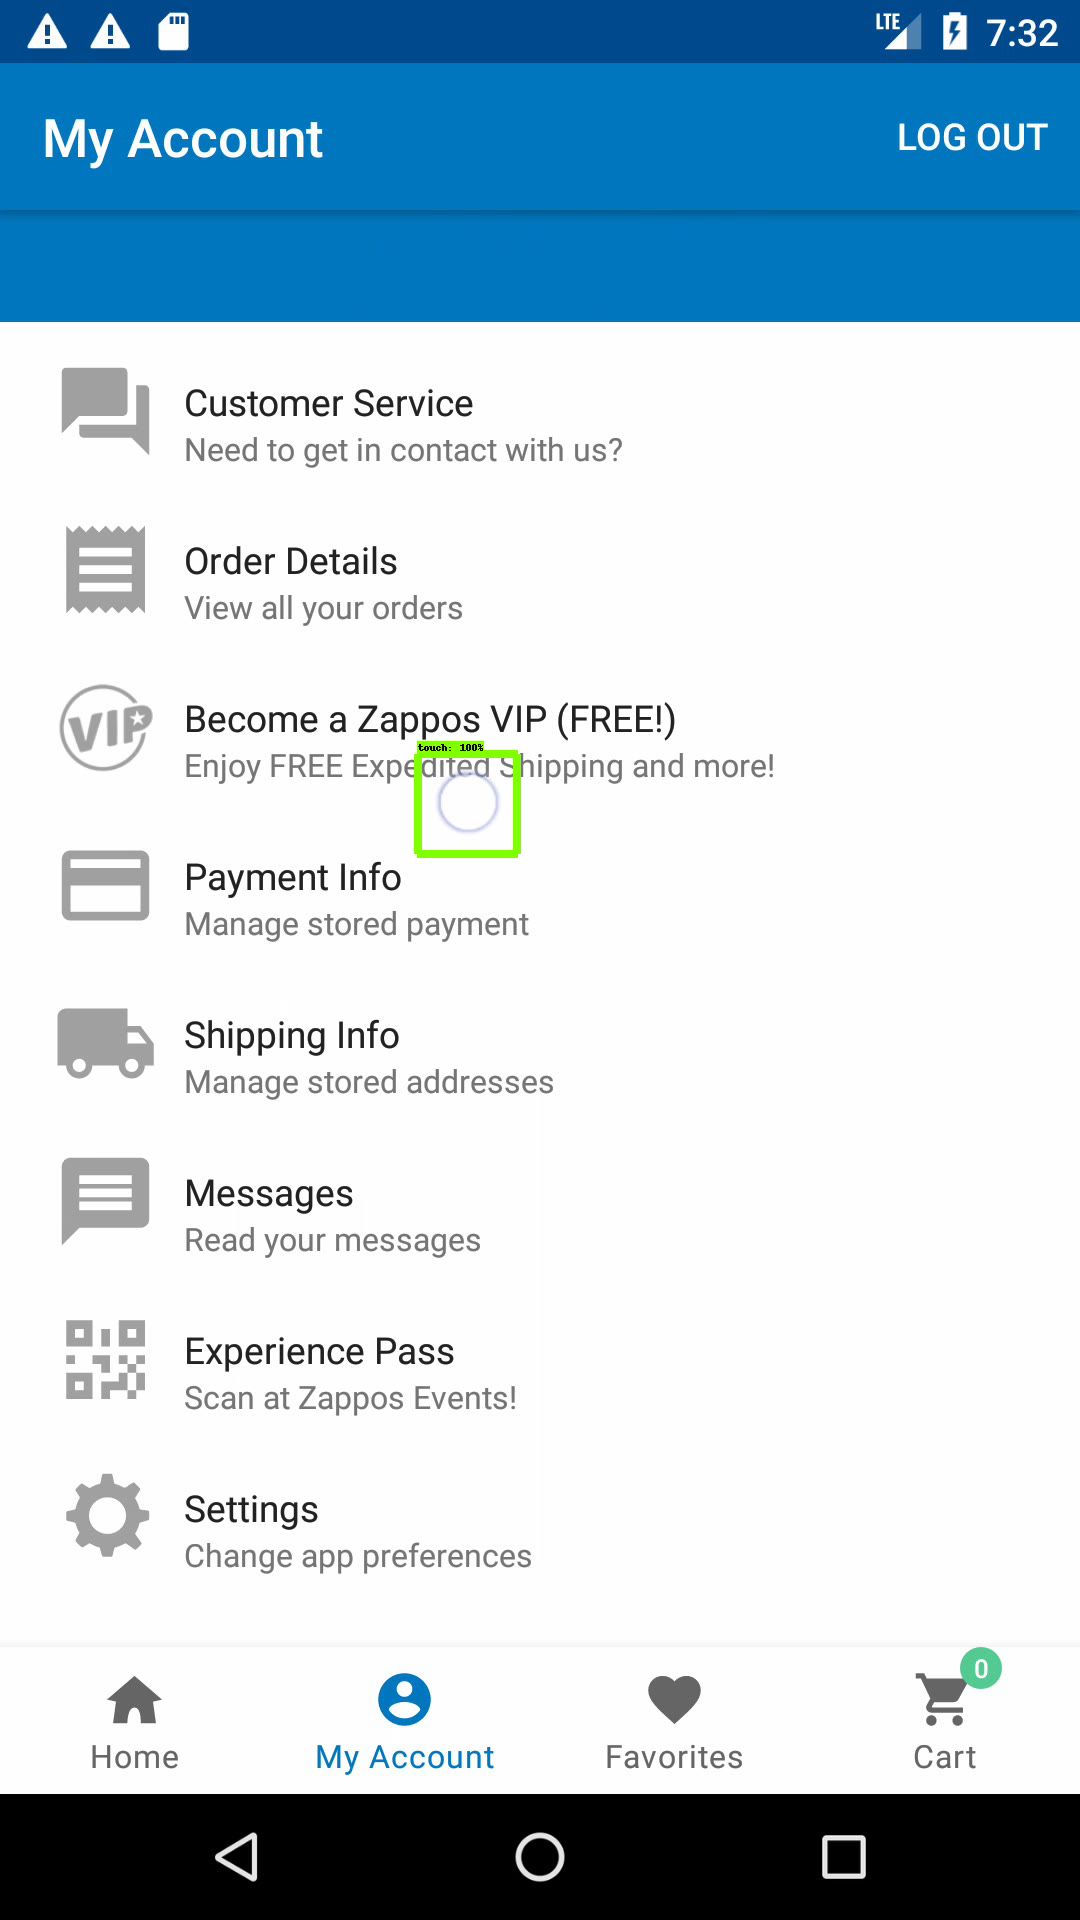 LTE 7:32
My Account LOG OUT
Customer Service
Need to get in contact with us?
Order Details
View all your orders
VIP
Become a Zappos VIP (FREE!)
touch: 100%
Enjoy FREE Expedited Shipping and more!
Payment Info
Manage stored payment
Shipping Info
Manage stored addresses
Messages
Read your messages
Experience Pass
Scan at Zappos Events!
Settings
Change app preferences
0
Home My Account Favorites Cart